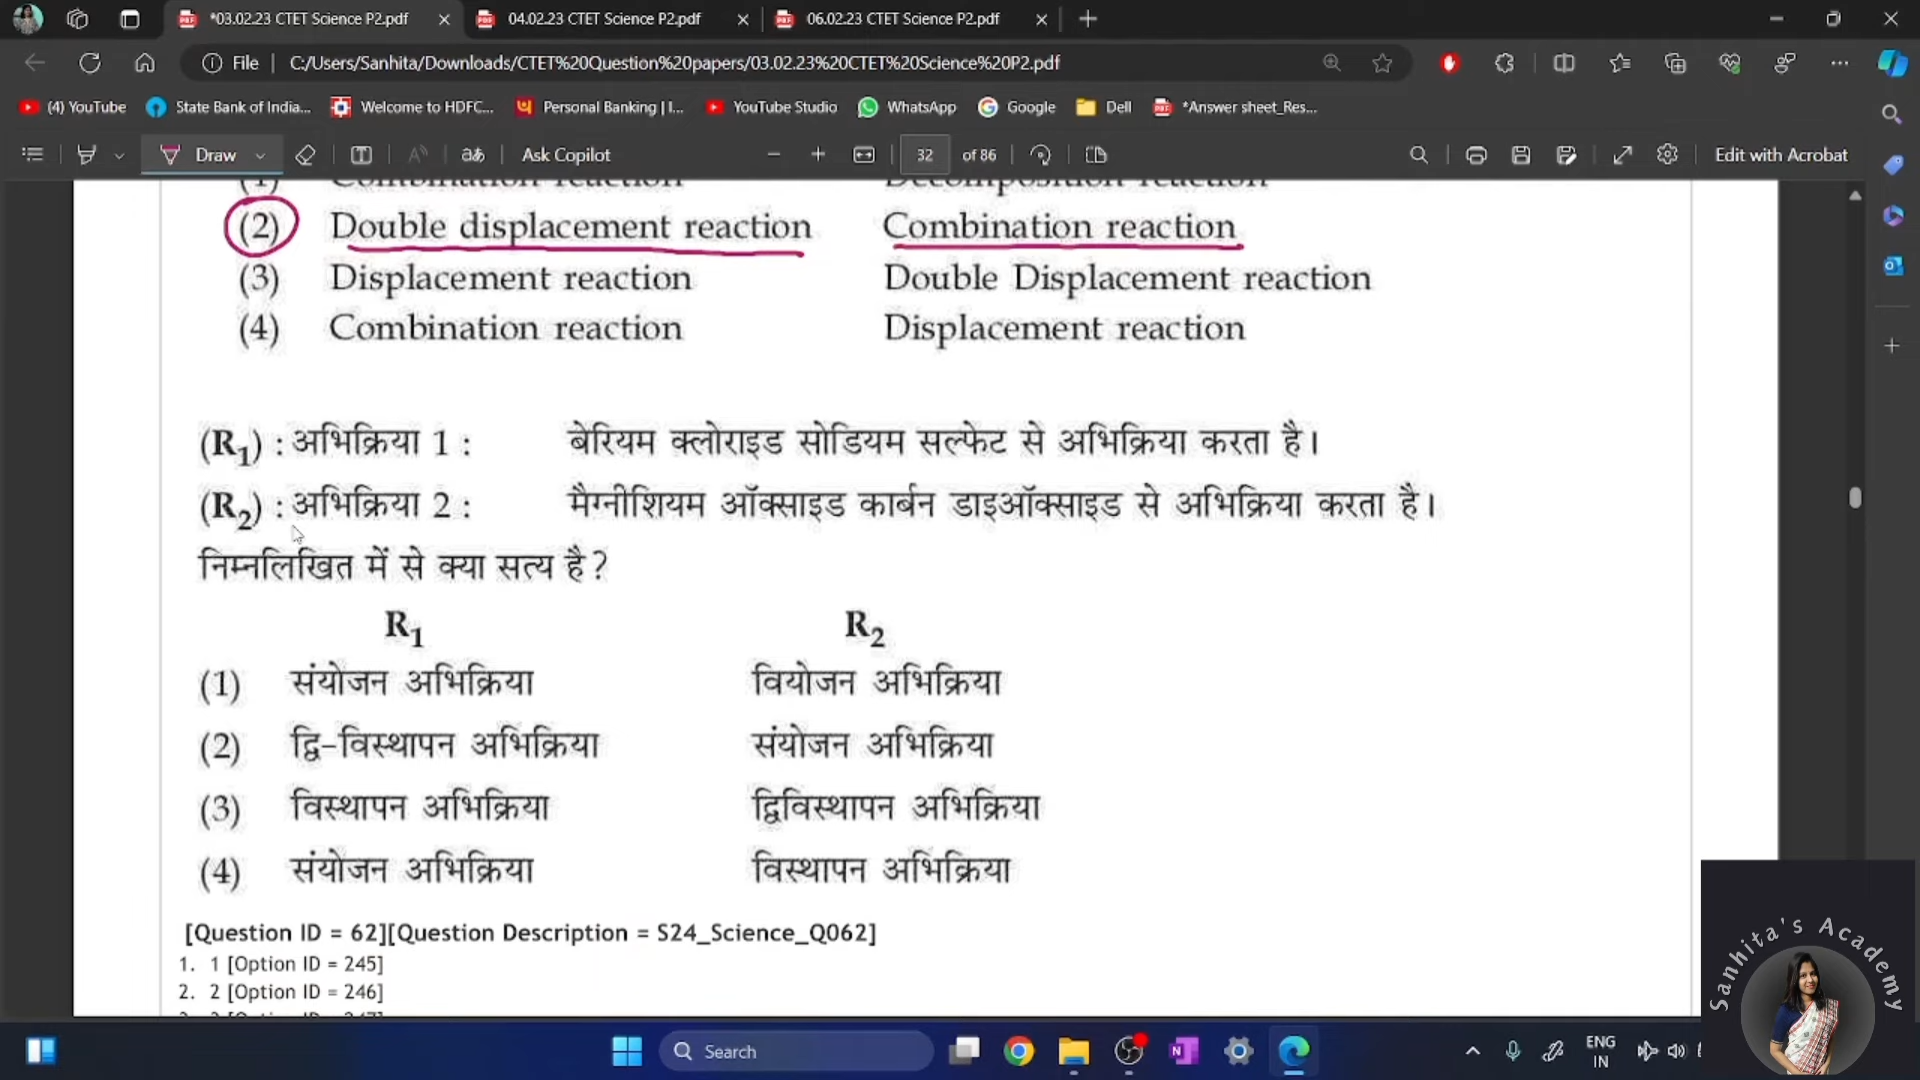 *03.02.23 CTET Science P2.pdf
04.02.23 CTET Science P2.pdf
06.02.23 CTET Science P2.pdf
File
C:/Users/Sanhita/Downloads/CTET%20Question%20papers/03.02.23%20CTET%20Science%20P2.pdf
(4) YouTube
State Bank of India...
Welcome to HDFC...
Personal Banking | I...
YouTube Studio
WhatsApp
Google
Dell
*Answer sheet_Res...
Draw
Ask Copilot
32 of 86
Edit with Acrobat
(1) Combination reaction Decomposition reaction
(2) Double displacement reaction Combination reaction
(3) Displacement reaction Double Displacement reaction
(4) Combination reaction Displacement reaction
(R1) : अभिक्रिया 1 : बेरियम क्लोराइड सोडियम सल्फेट से अभिक्रिया करता है।
(R2) : अभिक्रिया 2 : मैग्नीशियम ऑक्साइड कार्बन डाइऑक्साइड से अभिक्रिया करता है।
निम्नलिखित में से क्या सत्य है?
R1 R2
(1) संयोजन अभिक्रिया वियोजन अभिक्रिया
(2) द्वि-विस्थापन अभिक्रिया संयोजन अभिक्रिया
(3) विस्थापन अभिक्रिया द्विविस्थापन अभिक्रिया
(4) संयोजन अभिक्रिया विस्थापन अभिक्रिया
[Question ID = 62][Question Description = S24_Science_Q062]
1. 1 [Option ID = 245]
2. 2 [Option ID = 246]
Sanhita's Academy
Search
ENG
IN